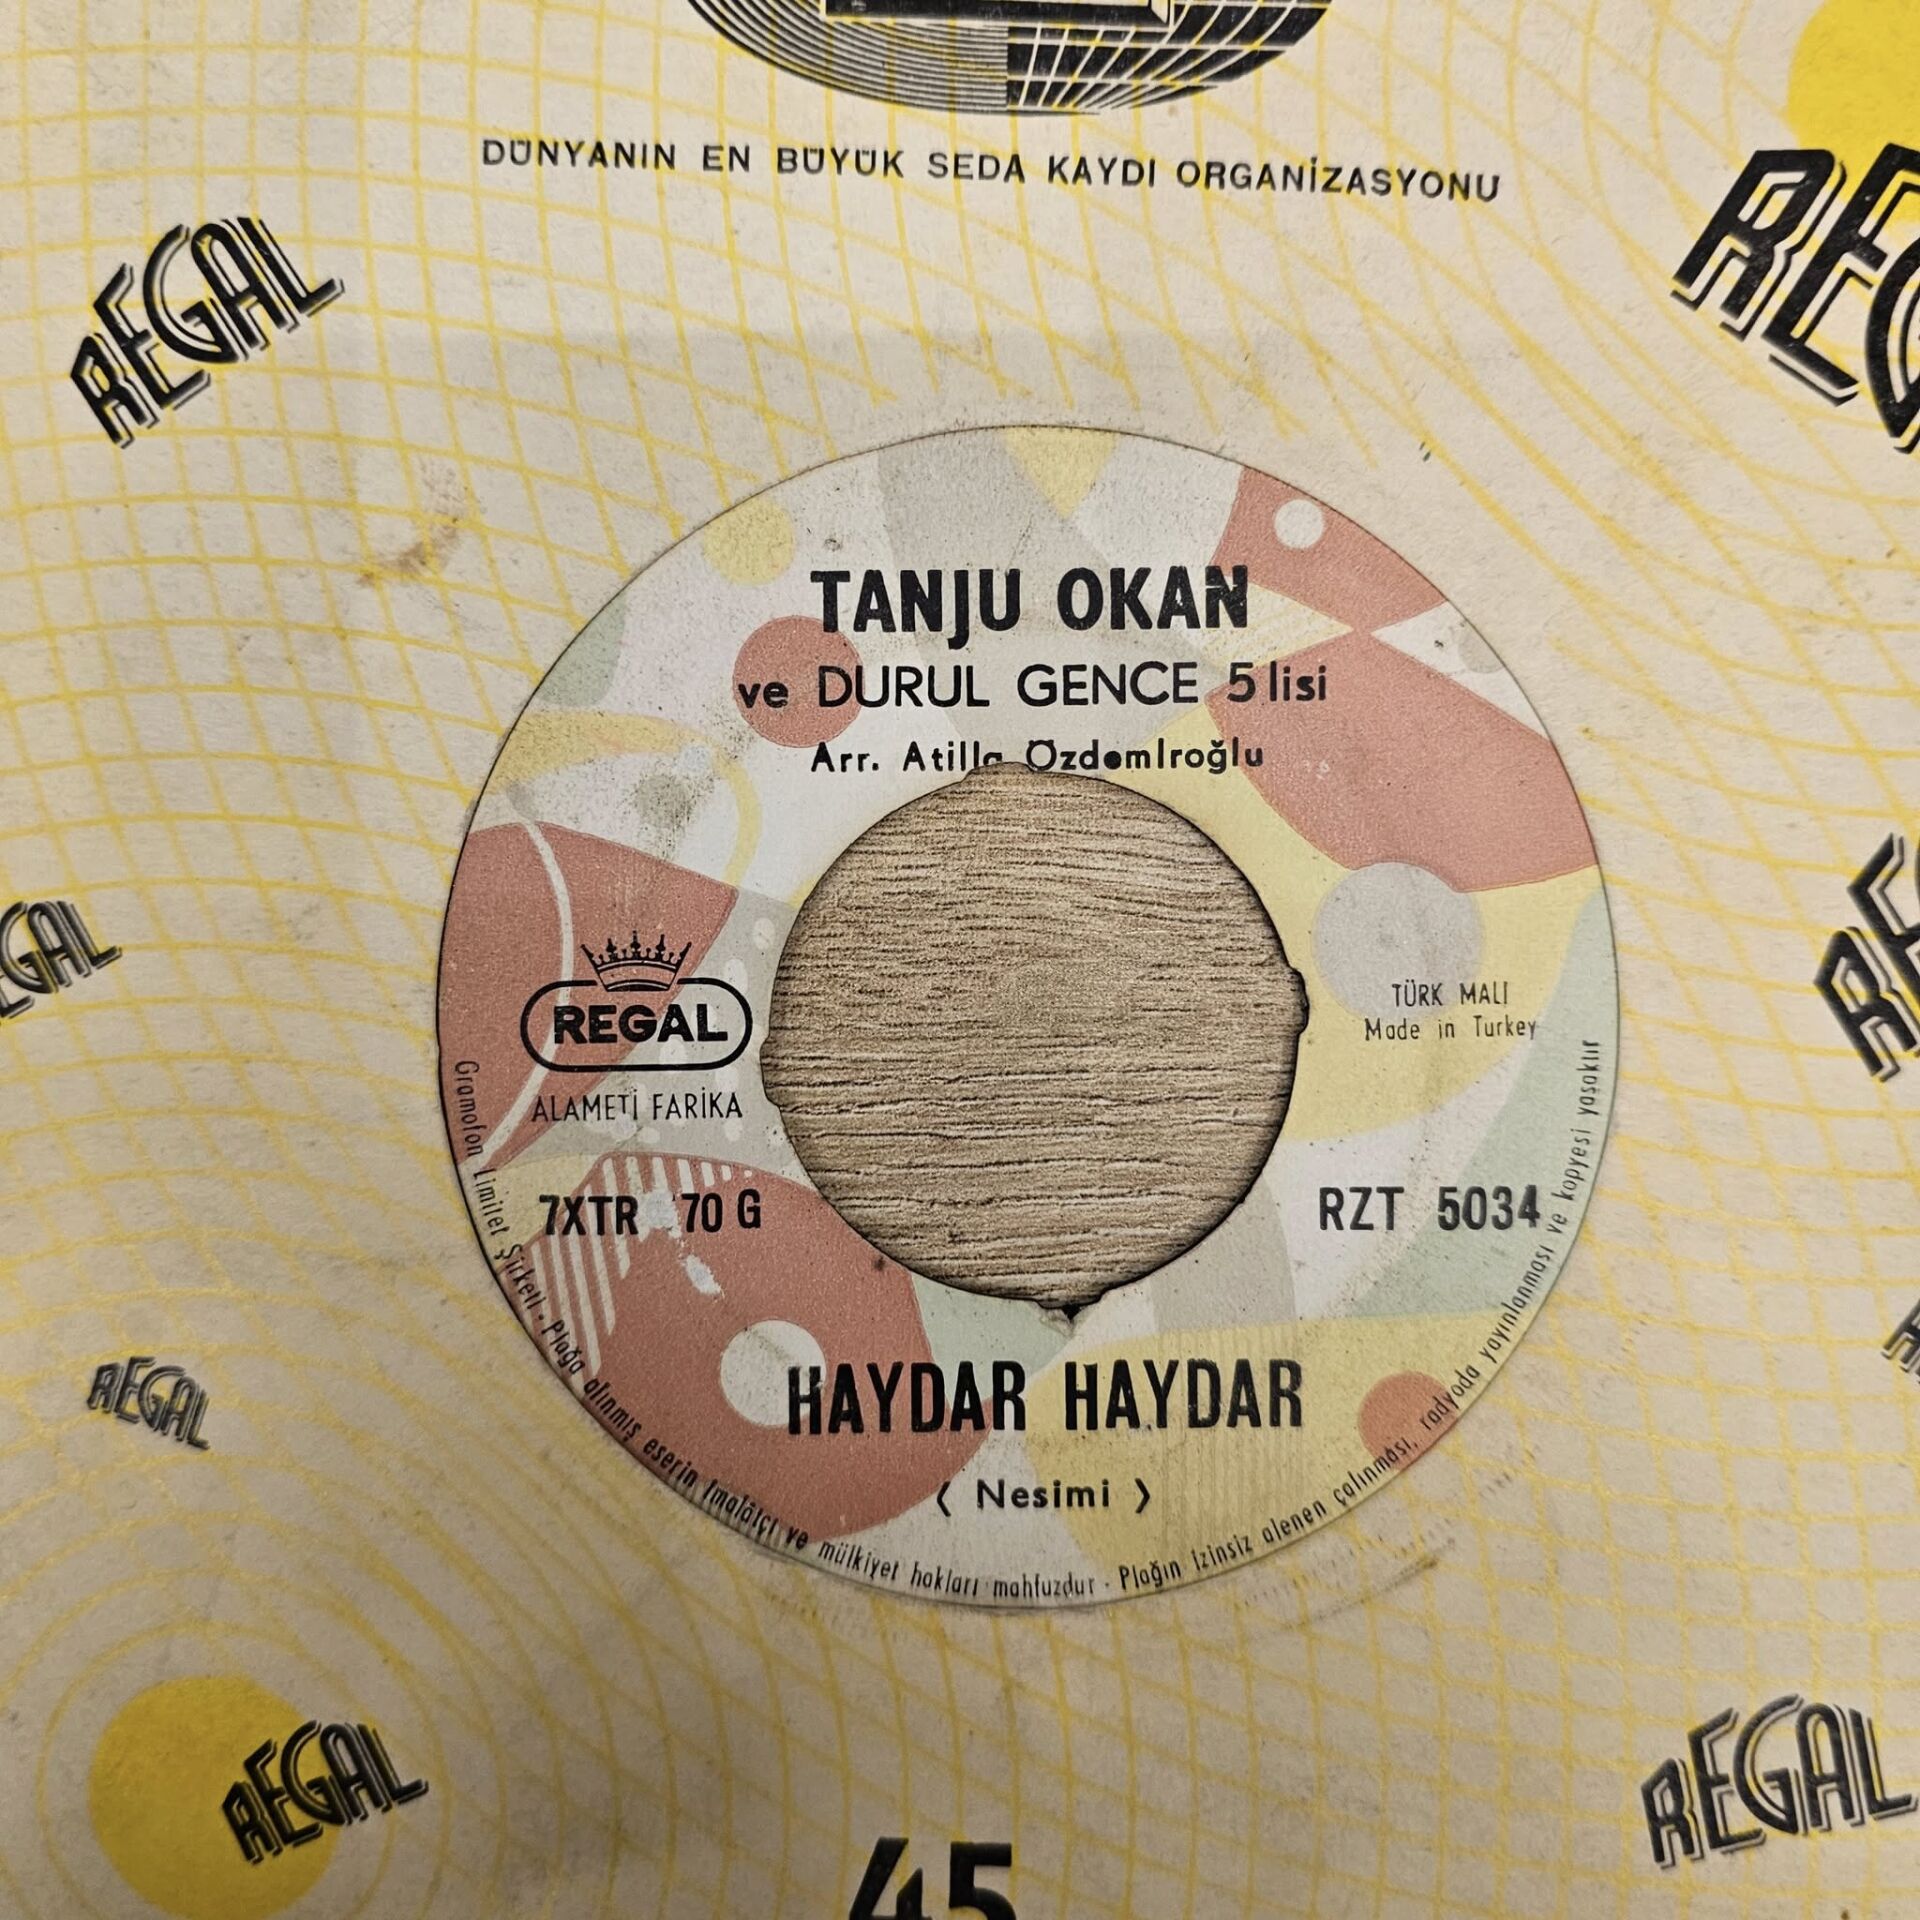 DÜNYANIN EN BÜYÜK SEDA KAYDI ORGANİZASYONU
REGAL
REGAL
TANJU OKAN
ve DURUL GENCE 5lisi
Arr. Atilla Özdemİroğlu
REGAL
REGAL
ALAMETİ FARİKA
TÜRK MALI
Made in Turkey
7XTR 70 G
RZT 5034
HAYDAR HAYDAR
( Nesimi )
Gramofon Limitet Şirketi - Plağa alınmış eserin imalâtçı ve mülkiyet hakları mahfuzdur - Plağın izinsiz alenen çalınması, radyoda yayınlanması ve kopyesi yasaktır
REGAL
REGAL
REGAL
45